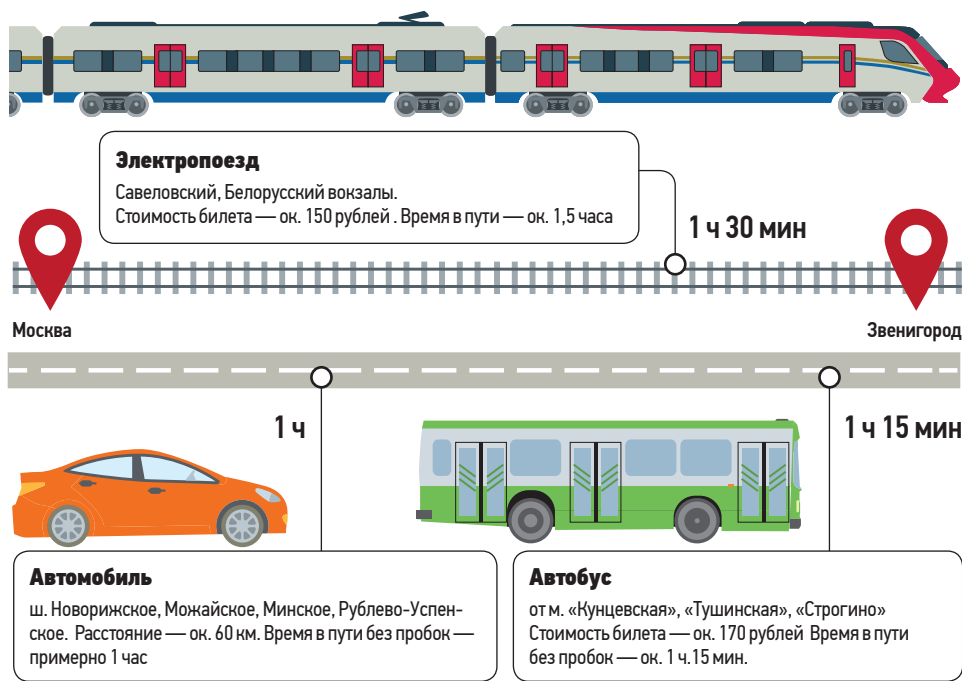 Электропоезд
Савеловский, Белорусский вокзалы.
Стоимость билета — ок. 150 рублей . Время в пути — ок. 1,5 часа
1 ч 30 мин
Москва
Звенигород
1 ч
1 ч 15 мин
Автомобиль
ш. Новорижское, Можайское, Минское, Рублево-Успен-
ское. Расстояние — ок. 60 км. Время в пути без пробок —
примерно 1 час
Автобус
от м. «Кунцевская», «Тушинская», «Строгино»
Стоимость билета — ок. 170 рублей Время в пути
без пробок — ок. 1 ч.15 мин.